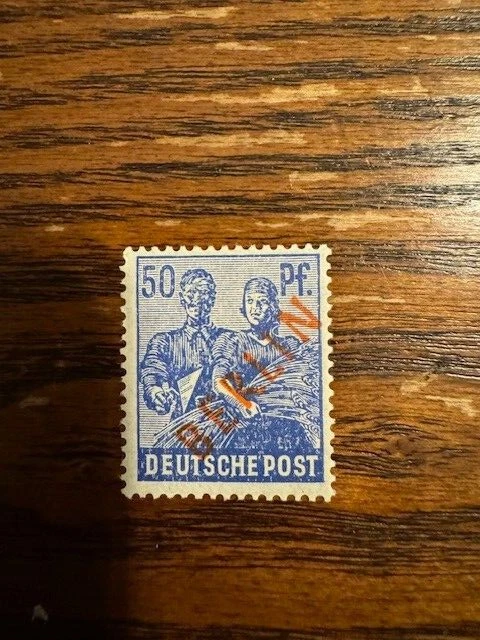 50 Pf.
BERLIN
DEUTSCHE POST